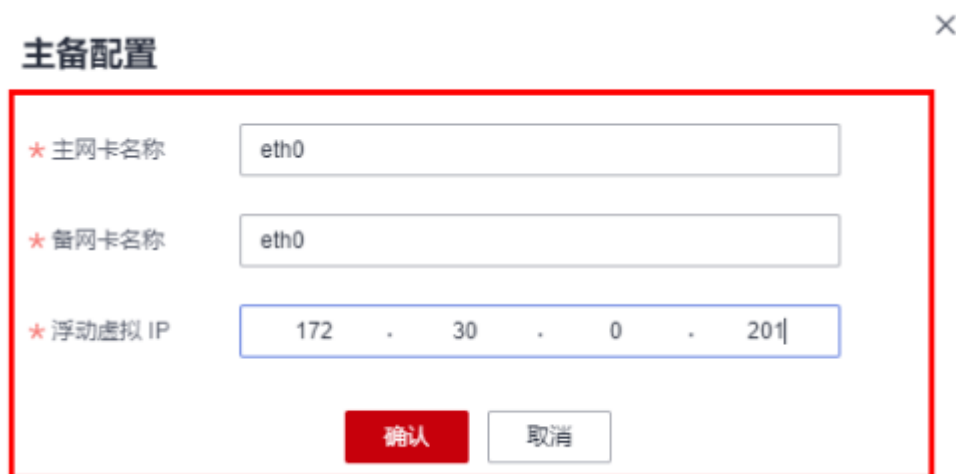 主备配置
* 主网卡名称 eth0
* 备网卡名称 eth0
* 浮动虚拟 IP 172 . 30 . 0 . 201
确认 取消